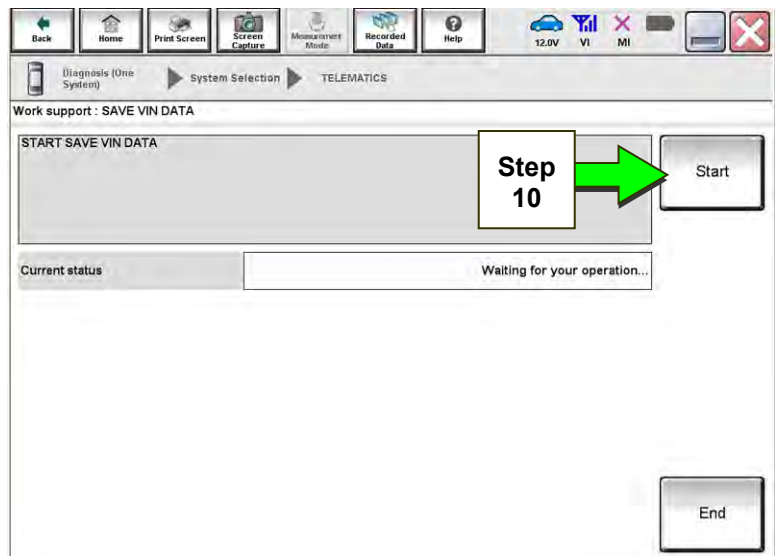 Back
Home
Print Screen
Screen
Capture
Measurement
Mode
Recorded
Data
Help
12.0V
VI
MI
Diagnosis (One
System)
System Selection
TELEMATICS
Work support : SAVE VIN DATA
START SAVE VIN DATA
Step
10
Start
Current status
Waiting for your operation...
End